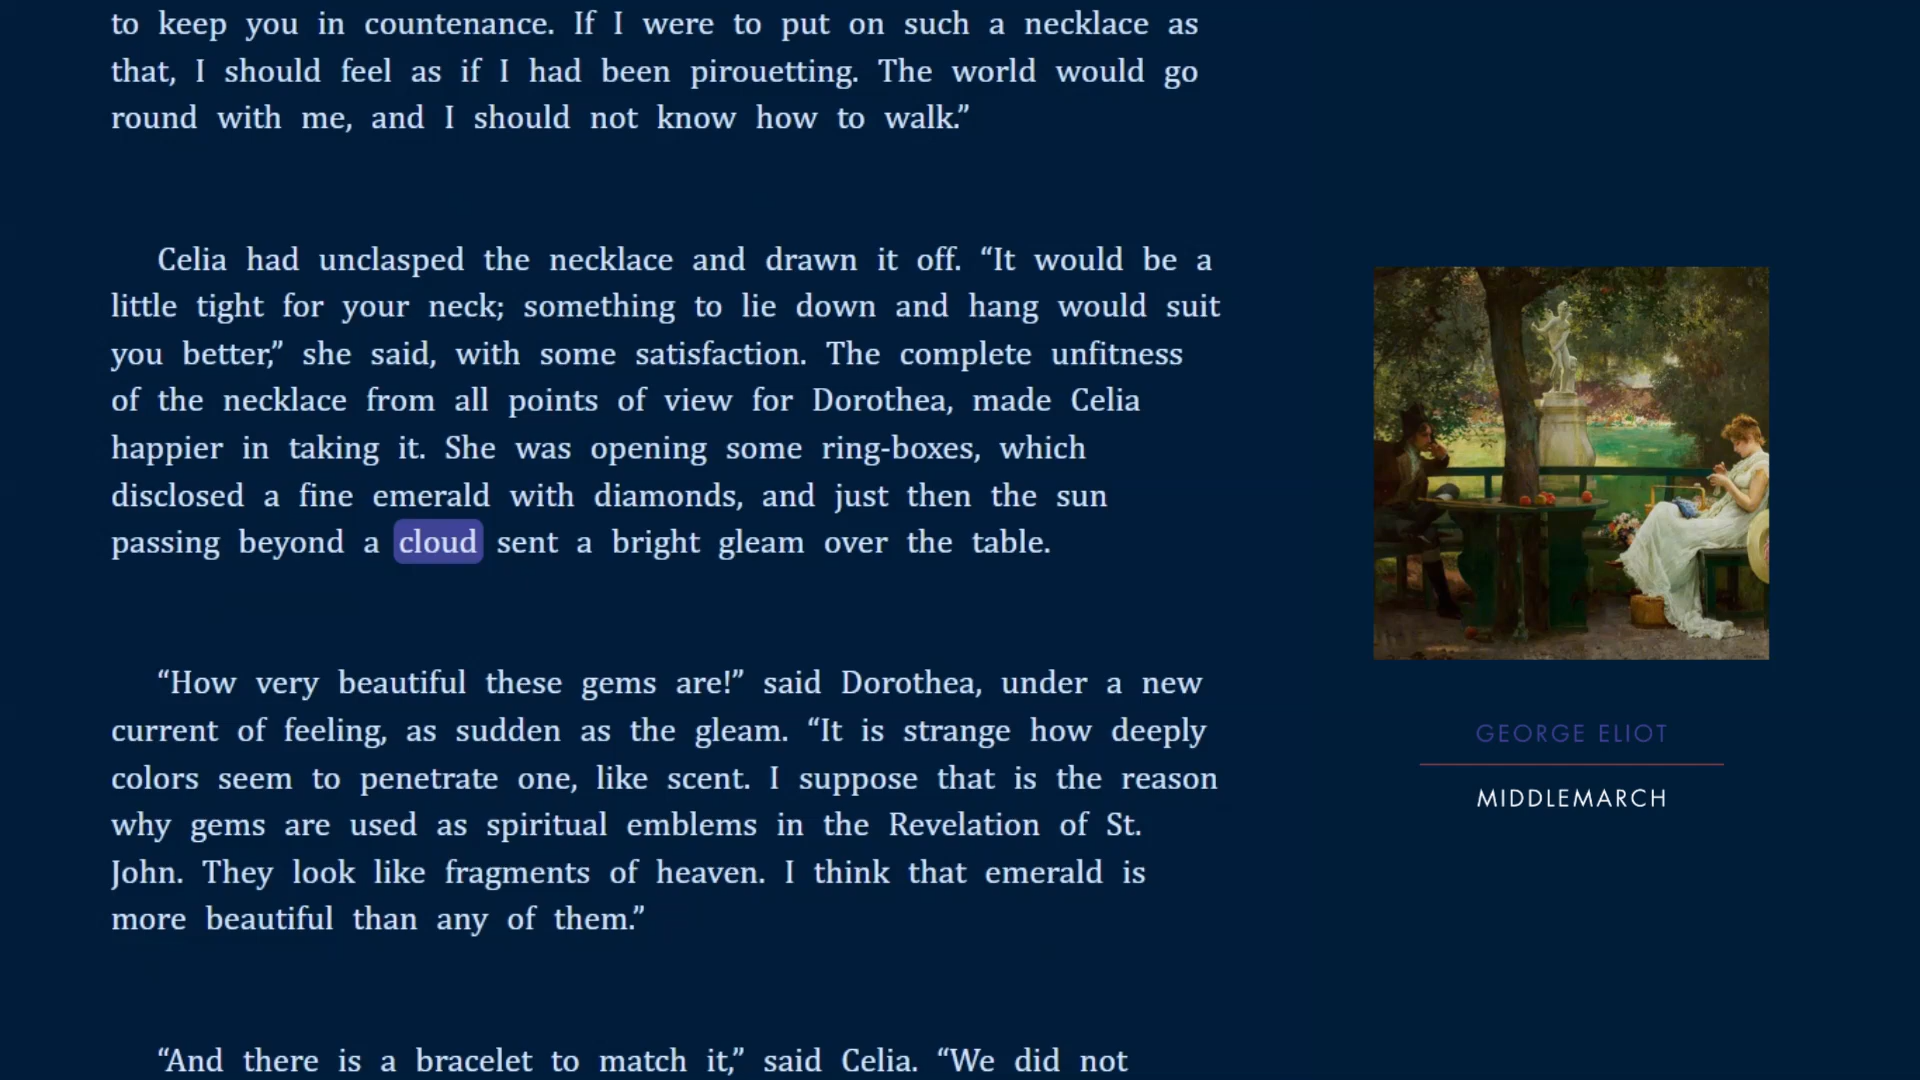 to keep you in countenance. If I were to put on such a necklace as
that, I should feel as if I had been pirouetting. The world would go
round with me, and I should not know how to walk.”
Celia had unclasped the necklace and drawn it off. “It would be a
little tight for your neck; something to lie down and hang would suit
you better,” she said, with some satisfaction. The complete unfitness
of the necklace from all points of view for Dorothea, made Celia
happier in taking it. She was opening some ring-boxes, which
disclosed a fine emerald with diamonds, and just then the sun
passing beyond a cloud sent a bright gleam over the table.
“How very beautiful these gems are!” said Dorothea, under a new
current of feeling, as sudden as the gleam. “It is strange how deeply
colors seem to penetrate one, like scent. I suppose that is the reason
why gems are used as spiritual emblems in the Revelation of St.
John. They look like fragments of heaven. I think that emerald is
more beautiful than any of them.”
“And there is a bracelet to match it,” said Celia. “We did not
GEORGE ELIOT
MIDDLEMARCH